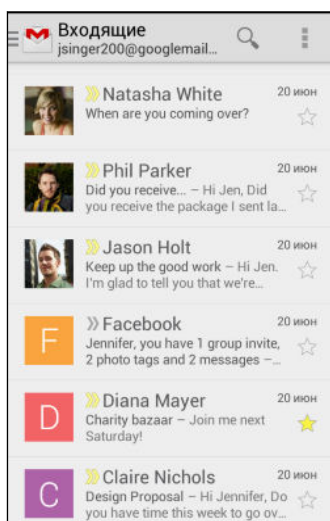 Входящие
jsinger200@googlemail...
Natasha White 20 июн
When are you coming over?
Phil Parker 20 июн
Did you receive... – Hi Jen, Did
you receive the package I sent la...
Jason Holt 20 июн
Keep up the good work – Hi Jen.
I'm glad to tell you that we're...
F
Facebook 20 июн
Jennifer, you have 1 group invite,
2 photo tags and 2 messages –...
D
Diana Mayer 20 июн
Charity bazaar – Join me next
Saturday!
C
Claire Nichols 20 июн
Design Proposal – Hi Jennifer, Do
you have time this week to go ov...